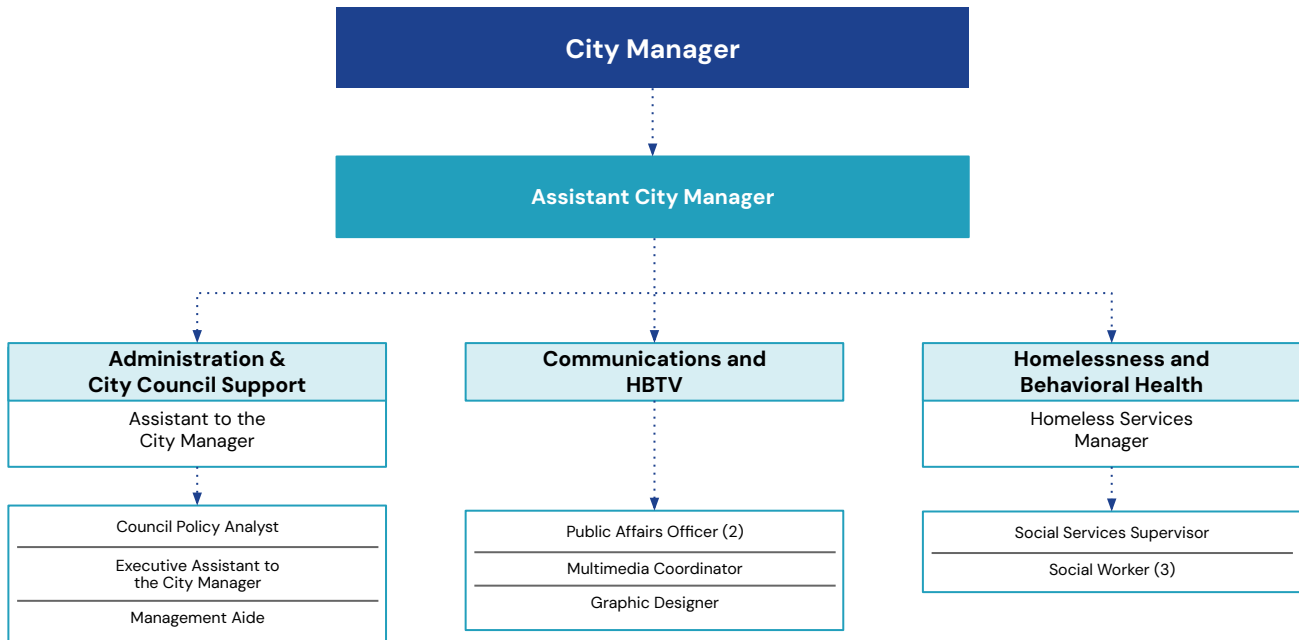 City Manager
Assistant City Manager
Administration &
City Council Support
Assistant to the
City Manager
Council Policy Analyst
Executive Assistant to
the City Manager
Management Aide
Communications and
HBTV
Public Affairs Officer (2)
Multimedia Coordinator
Graphic Designer
Homelessness and
Behavioral Health
Homeless Services
Manager
Social Services Supervisor
Social Worker (3)